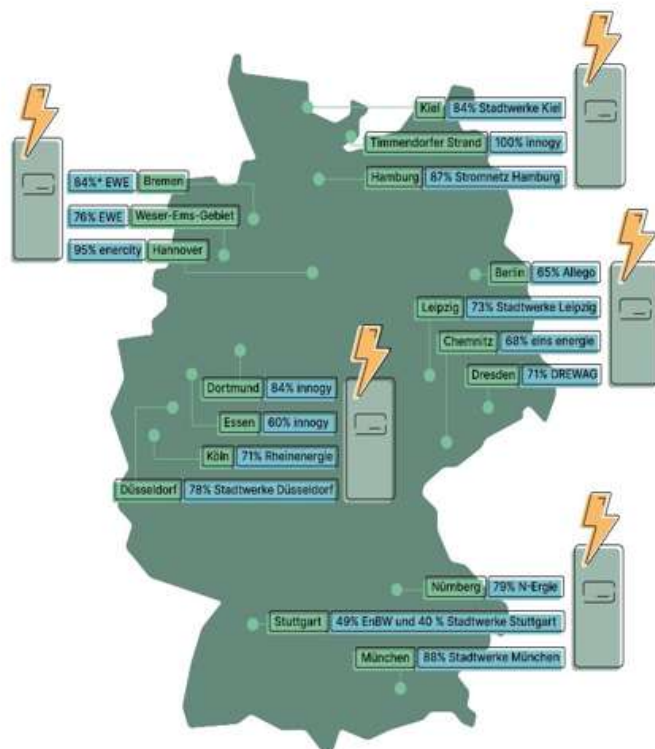 Kiel 84% Stadtwerke Kiel
Timmendorfer Strand 100% innogy
Hamburg 87% Stromnetz Hamburg
84%* EWE Bremen
76% EWE Weser-Ems-Gebiet
95% enercity Hannover
Berlin 65% Allego
Leipzig 73% Stadtwerke Leipzig
Chemnitz 68% eins energie
Dresden 71% DREWAG
Dortmund 84% innogy
Essen 60% innogy
Köln 71% Rheinenergie
Düsseldorf 78% Stadtwerke Düsseldorf
Nürnberg 79% N-Ergie
Stuttgart 49% EnBW und 40 % Stadtwerke Stuttgart
München 88% Stadtwerke München